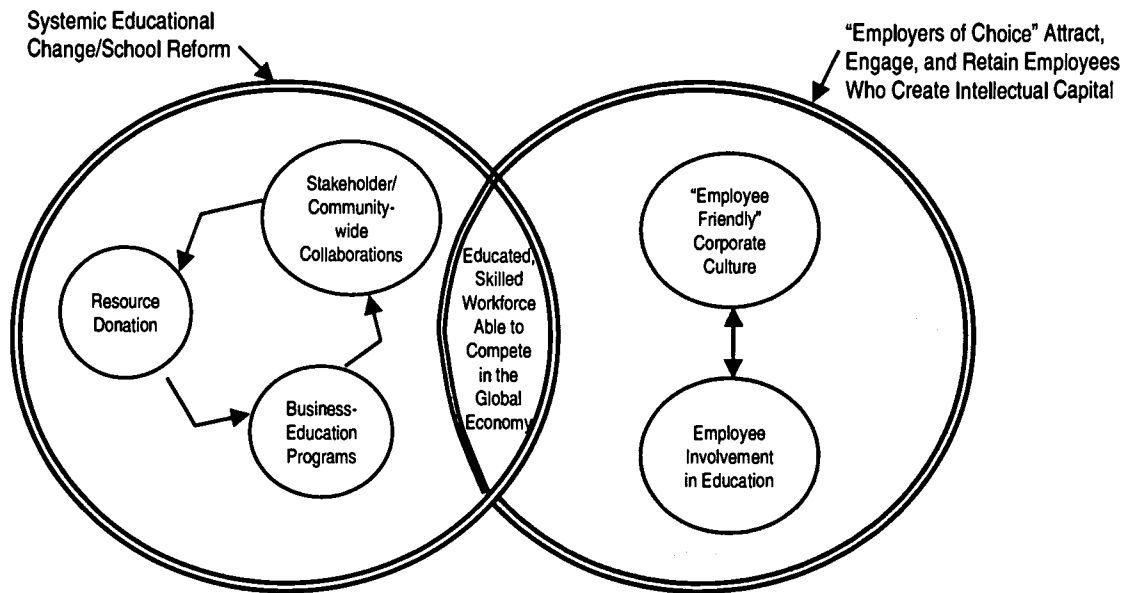 Systemic Educational
Change/School Reform
“Employers of Choice” Attract,
Engage, and Retain Employees
Who Create Intellectual Capital
Stakeholder/
Community-
wide
Collaborations
Resource
Donation
Business-
Education
Programs
Educated,
Skilled
Workforce
Able to
Compete
in the
Global
Economy
“Employee
Friendly”
Corporate
Culture
Employee
Involvement
in Education